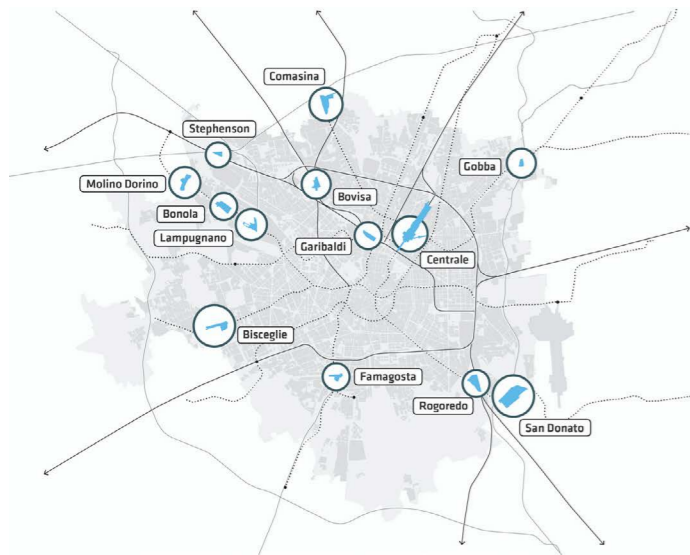 Comasina
Stephenson
Gobba
Molino Dorino
Bovisa
Bonola
Lampugnano
Garibaldi
Centrale
Bisceglie
Famagosta
Rogoredo
San Donato